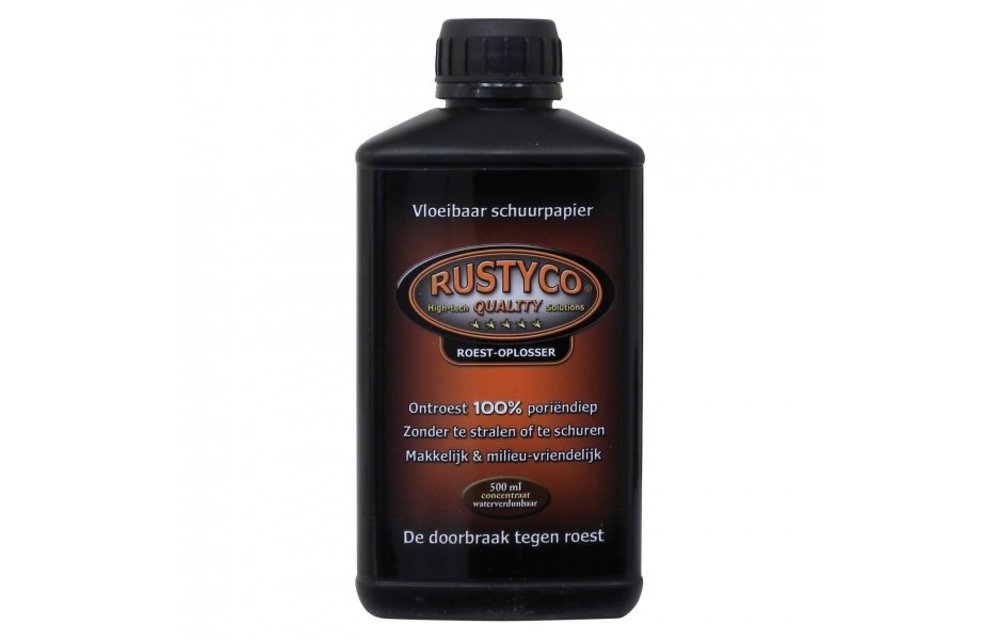 Vloeibaar schuurpapier
RUSTYCO®
High-tech QUALITY Solutions
ROEST-OPLOSSER
Ontroest 100% poriëndiep
Zonder te stralen of te schuren
Makkelijk & milieu-vriendelijk
500 ml
concentraat
waterverdunbaar
De doorbraak tegen roest